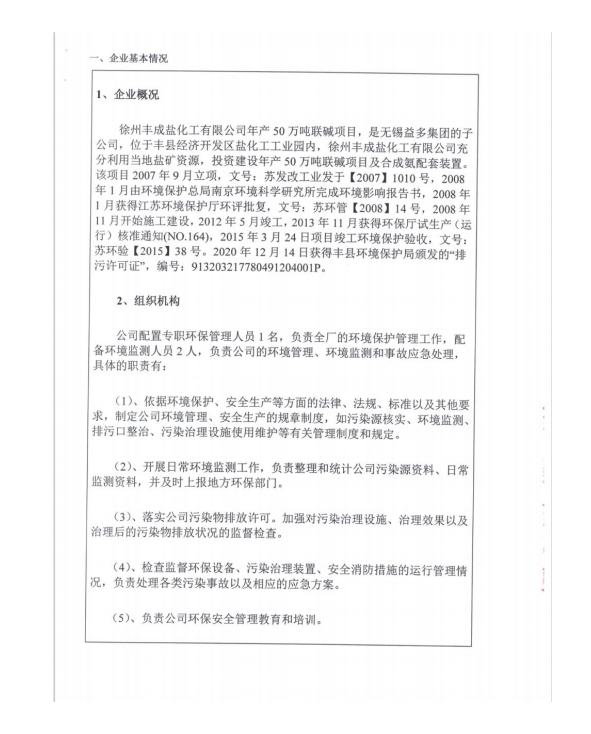 一、企业基本情况
1、企业概况
徐州丰成盐化工有限公司年产 50 万吨联碱项目，是无锡益多集团的子
公司，位于丰县经济开发区盐化工工业园内，徐州丰成盐化工有限公司充
分利用当地盐矿资源，投资建设年产 50 万吨联碱项目及合成氨配套装置。
该项目 2007 年 9 月立项，文号：苏发改工业发于【2007】1010 号，2008
年 1 月由环境保护总局南京环境科学研究所完成环境影响报告书，2008 年
1 月获得江苏环境保护厅环评批复，文号：苏环管【2008】14 号，2008 年
11 月开始施工建设，2012 年 5 月竣工，2013 年 11 月获得环保厅试生产（运
行）核准通知(NO.164)，2015 年 3 月 24 日项目竣工环境保护验收，文号：
苏环验【2015】38 号。2020 年 12 月 14 日获得丰县环境保护局颁发的“排
污许可证”，编号：913203217780491204001P。
2、组织机构
公司配置专职环保管理人员 1 名，负责全厂的环境保护管理工作，配
备环境监测人员 2 人，负责公司的环境管理、环境监测和事故应急处理，
具体的职责有：
（1）、依据环境保护、安全生产等方面的法律、法规、标准以及其他要
求，制定公司环境管理、安全生产的规章制度，如污染源核实、环境监测、
排污口整治、污染治理设施使用维护等有关管理制度和规定。
（2）、开展日常环境监测工作，负责整理和统计公司污染源资料、日常
监测资料，并及时上报地方环保部门。
（3）、落实公司污染物排放许可。加强对污染治理设施、治理效果以及
治理后的污染物排放状况的监督检查。
（4）、检查监督环保设备、污染治理装置、安全消防措施的运行管理情
况，负责处理各类污染事故以及相应的应急方案。
（5）、负责公司环保安全管理教育和培训。